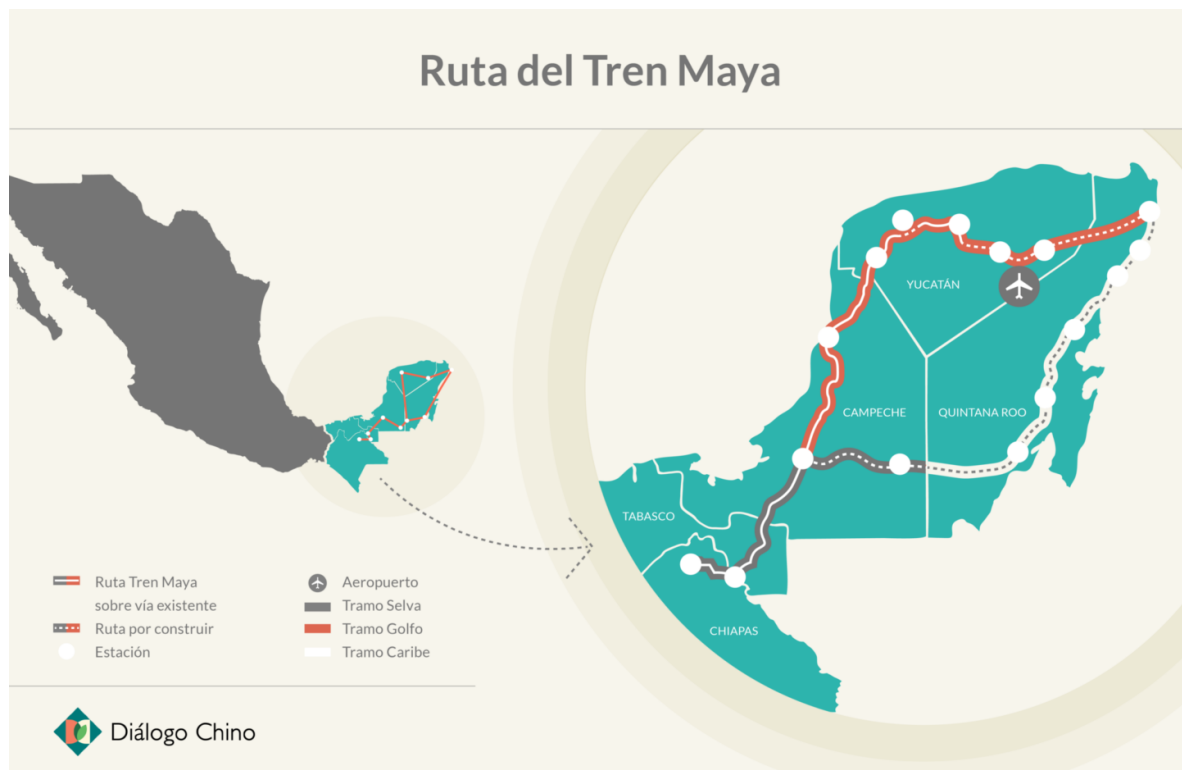 Ruta del Tren Maya
YUCATÁN
CAMPECHE
QUINTANA ROO
TABASCO
CHIAPAS
Ruta Tren Maya
sobre vía existente
Ruta por construir
Estación
Aeropuerto
Tramo Selva
Tramo Golfo
Tramo Caribe
Diálogo Chino